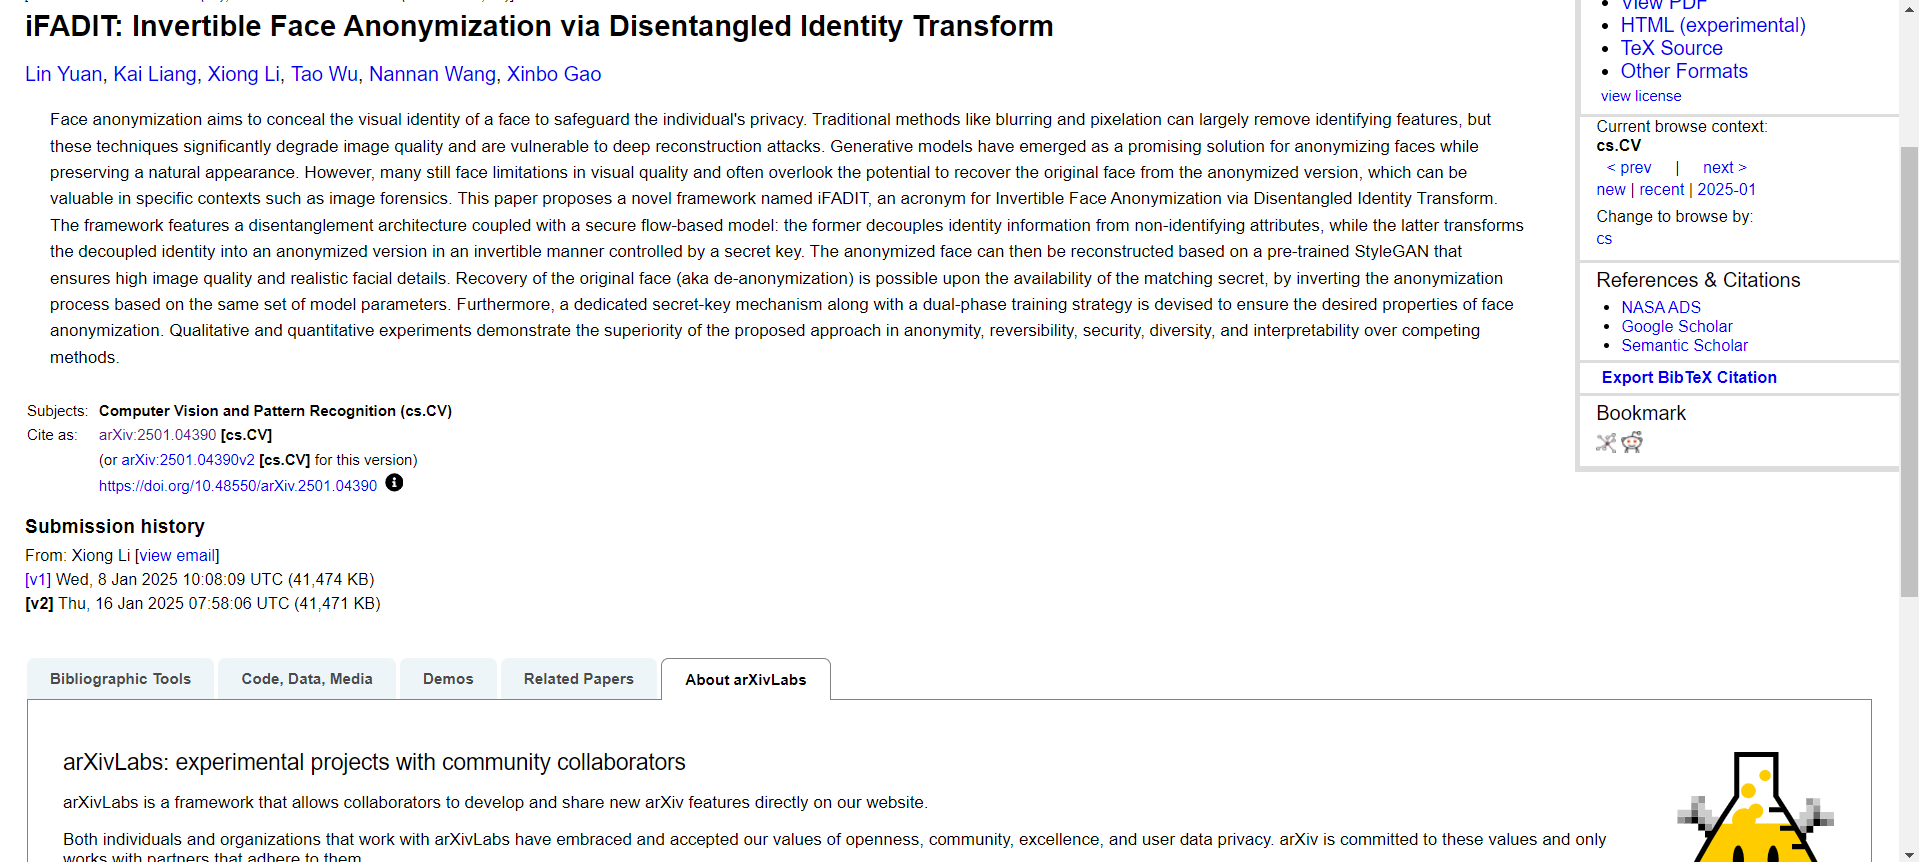 iFADIT: Invertible Face Anonymization via Disentangled Identity Transform
Lin Yuan, Kai Liang, Xiong Li, Tao Wu, Nannan Wang, Xinbo Gao
Face anonymization aims to conceal the visual identity of a face to safeguard the individual's privacy. Traditional methods like blurring and pixelation can largely remove identifying features, but
these techniques significantly degrade image quality and are vulnerable to deep reconstruction attacks. Generative models have emerged as a promising solution for anonymizing faces while
preserving a natural appearance. However, many still face limitations in visual quality and often overlook the potential to recover the original face from the anonymized version, which can be
valuable in specific contexts such as image forensics. This paper proposes a novel framework named iFADIT, an acronym for Invertible Face Anonymization via Disentangled Identity Transform.
The framework features a disentanglement architecture coupled with a secure flow-based model: the former decouples identity information from non-identifying attributes, while the latter transforms
the decoupled identity into an anonymized version in an invertible manner controlled by a secret key. The anonymized face can then be reconstructed based on a pre-trained StyleGAN that
ensures high image quality and realistic facial details. Recovery of the original face (aka de-anonymization) is possible upon the availability of the matching secret, by inverting the anonymization
process based on the same set of model parameters. Furthermore, a dedicated secret-key mechanism along with a dual-phase training strategy is devised to ensure the desired properties of face
anonymization. Qualitative and quantitative experiments demonstrate the superiority of the proposed approach in anonymity, reversibility, security, diversity, and interpretability over competing
methods.
Subjects: Computer Vision and Pattern Recognition (cs.CV)
Cite as: arXiv:2501.04390 [cs.CV]
(or arXiv:2501.04390v2 [cs.CV] for this version)
https://doi.org/10.48550/arXiv.2501.04390
Submission history
From: Xiong Li [view email]
[v1] Wed, 8 Jan 2025 10:08:09 UTC (41,474 KB)
[v2] Thu, 16 Jan 2025 07:58:06 UTC (41,471 KB)
View PDF
HTML (experimental)
TeX Source
Other Formats
view license
Current browse context:
cs.CV
< prev | next >
new | recent | 2025-01
Change to browse by:
cs
References & Citations
NASA ADS
Google Scholar
Semantic Scholar
Export BibTeX Citation
Bookmark
Bibliographic Tools
Code, Data, Media
Demos
Related Papers
About arXivLabs
arXivLabs: experimental projects with community collaborators
arXivLabs is a framework that allows collaborators to develop and share new arXiv features directly on our website.
Both individuals and organizations that work with arXivLabs have embraced and accepted our values of openness, community, excellence, and user data privacy. arXiv is committed to these values and only
works with partners that adhere to them.